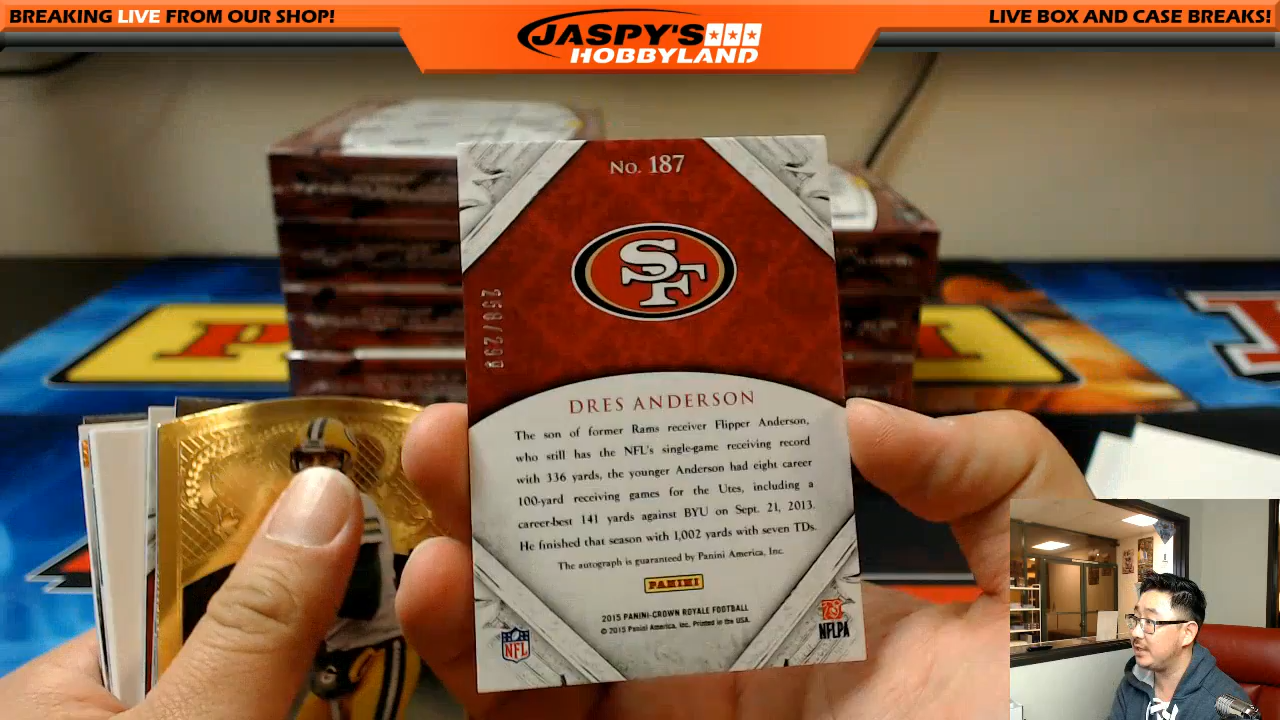 BREAKING LIVE FROM OUR SHOP!
JASPY'S
HOBBYLAND
LIVE BOX AND CASE BREAKS!
No. 187
SF
268/299
DRES ANDERSON
The son of former Rams receiver Flipper Anderson,
who still has the NFL's single-game receiving record
with 336 yards, the younger Anderson had eight career
100-yard receiving games for the Utes, including a
career-best 141 yards against BYU on Sept. 21, 2013.
He finished that season with 1,002 yards with seven TDs.
The autograph is guaranteed by Panini America, Inc.
PANINI
2015 PANINI-CROWN ROYALE FOOTBALL
© 2015 Panini America, Inc. Printed in the USA.
NFL
NFLPA